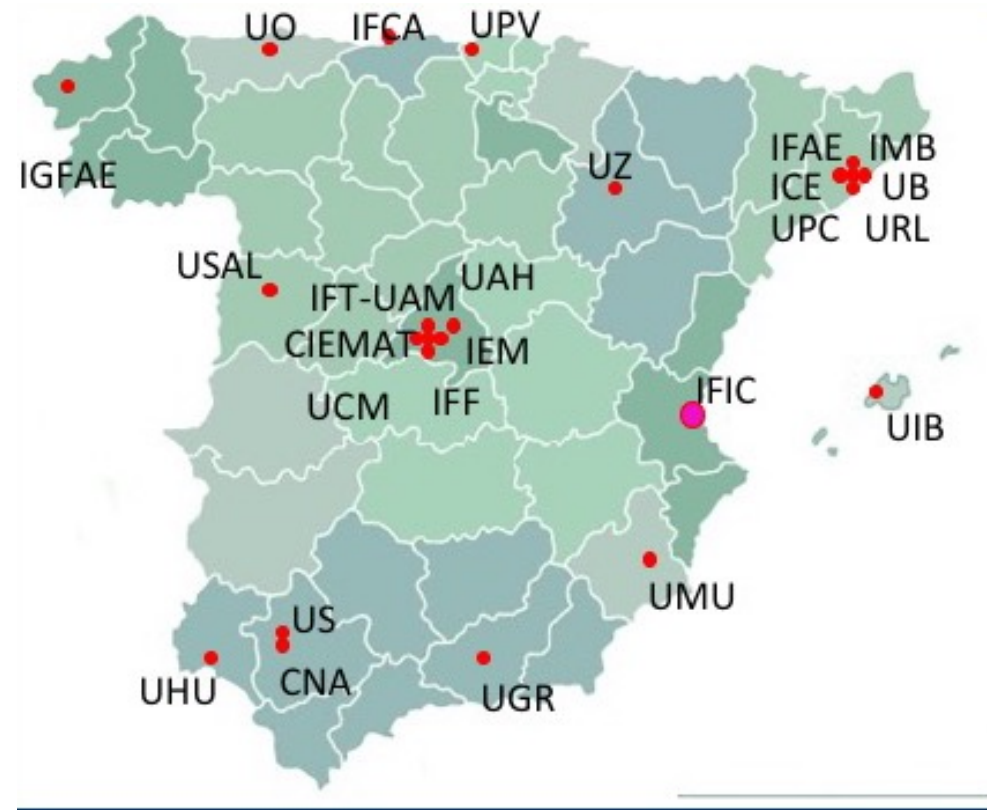 UO
IFCA
UPV
IGFAE
UZ
IFAE
IMB
ICE
UB
UPC
URL
USAL
UAH
IFT-UAM
CIEMAT
IEM
UCM
IFF
IFIC
UIB
UMU
US
CNA
UHU
UGR